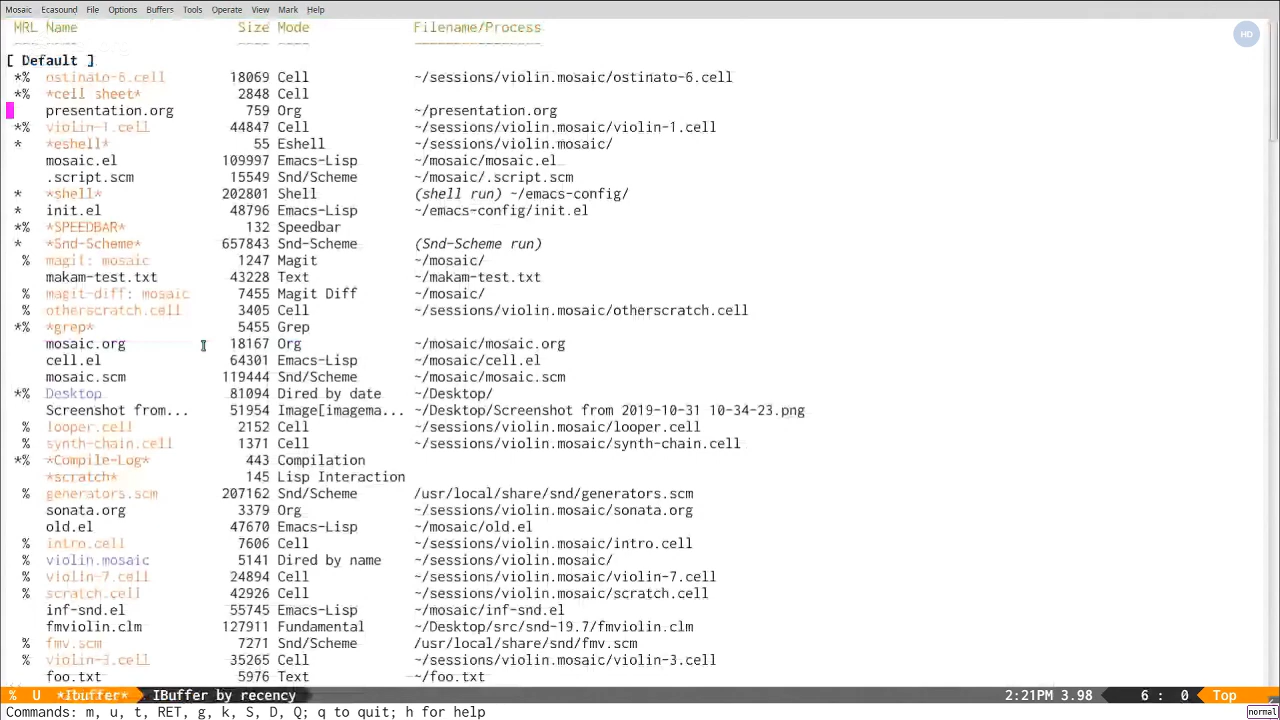 Mosaic Ecasound File Options Buffers Tools Operate View Mark Help
MRL Name Size Mode Filename/Process
HD
[ Default ]
*% ostinato-6.cell 18069 Cell ~/sessions/violin.mosaic/ostinato-6.cell
*% *cell sheet* 2848 Cell
presentation.org 759 Org ~/presentation.org
*% violin-1.cell 44847 Cell ~/sessions/violin.mosaic/violin-1.cell
* *eshell* 55 Eshell ~/sessions/violin.mosaic/
mosaic.el 109997 Emacs-Lisp ~/mosaic/mosaic.el
.script.scm 15549 Snd/Scheme ~/mosaic/.script.scm
* *shell* 202801 Shell (shell run) ~/emacs-config/
* init.el 48796 Emacs-Lisp ~/emacs-config/init.el
*% *SPEEDBAR* 132 Speedbar
* *Snd-Scheme* 657843 Snd-Scheme (Snd-Scheme run)
% magit: mosaic 1247 Magit ~/mosaic/
makam-test.txt 43228 Text ~/makam-test.txt
% magit-diff: mosaic 7455 Magit Diff ~/mosaic/
% otherscratch.cell 3405 Cell ~/sessions/violin.mosaic/otherscratch.cell
*% *grep* 5455 Grep
mosaic.org 18167 Org ~/mosaic/mosaic.org
cell.el 64301 Emacs-Lisp ~/mosaic/cell.el
mosaic.scm 119444 Snd/Scheme ~/mosaic/mosaic.scm
*% Desktop 81094 Dired by date ~/Desktop/
Screenshot from... 51954 Image[imagema... ~/Desktop/Screenshot from 2019-10-31 10-34-23.png
% looper.cell 2152 Cell ~/sessions/violin.mosaic/looper.cell
% synth-chain.cell 1371 Cell ~/sessions/violin.mosaic/synth-chain.cell
*% *Compile-Log* 443 Compilation
*scratch* 145 Lisp Interaction
% generators.scm 207162 Snd/Scheme /usr/local/share/snd/generators.scm
sonata.org 3379 Org ~/sessions/violin.mosaic/sonata.org
old.el 47670 Emacs-Lisp ~/mosaic/old.el
% intro.cell 7606 Cell ~/sessions/violin.mosaic/intro.cell
% violin.mosaic 5141 Dired by name ~/sessions/violin.mosaic/
% violin-7.cell 24894 Cell ~/sessions/violin.mosaic/violin-7.cell
% scratch.cell 42926 Cell ~/sessions/violin.mosaic/scratch.cell
inf-snd.el 55745 Emacs-Lisp ~/mosaic/inf-snd.el
fmviolin.clm 127911 Fundamental ~/Desktop/src/snd-19.7/fmviolin.clm
% fmv.scm 7271 Snd/Scheme /usr/local/share/snd/fmv.scm
% violin-3.cell 35265 Cell ~/sessions/violin.mosaic/violin-3.cell
foo.txt 5976 Text ~/foo.txt
% U *Ibuffer* IBuffer by recency 2:21PM 3.98 6 : 0 Top
Commands: m, u, t, RET, g, k, S, D, Q; q to quit; h for help normal